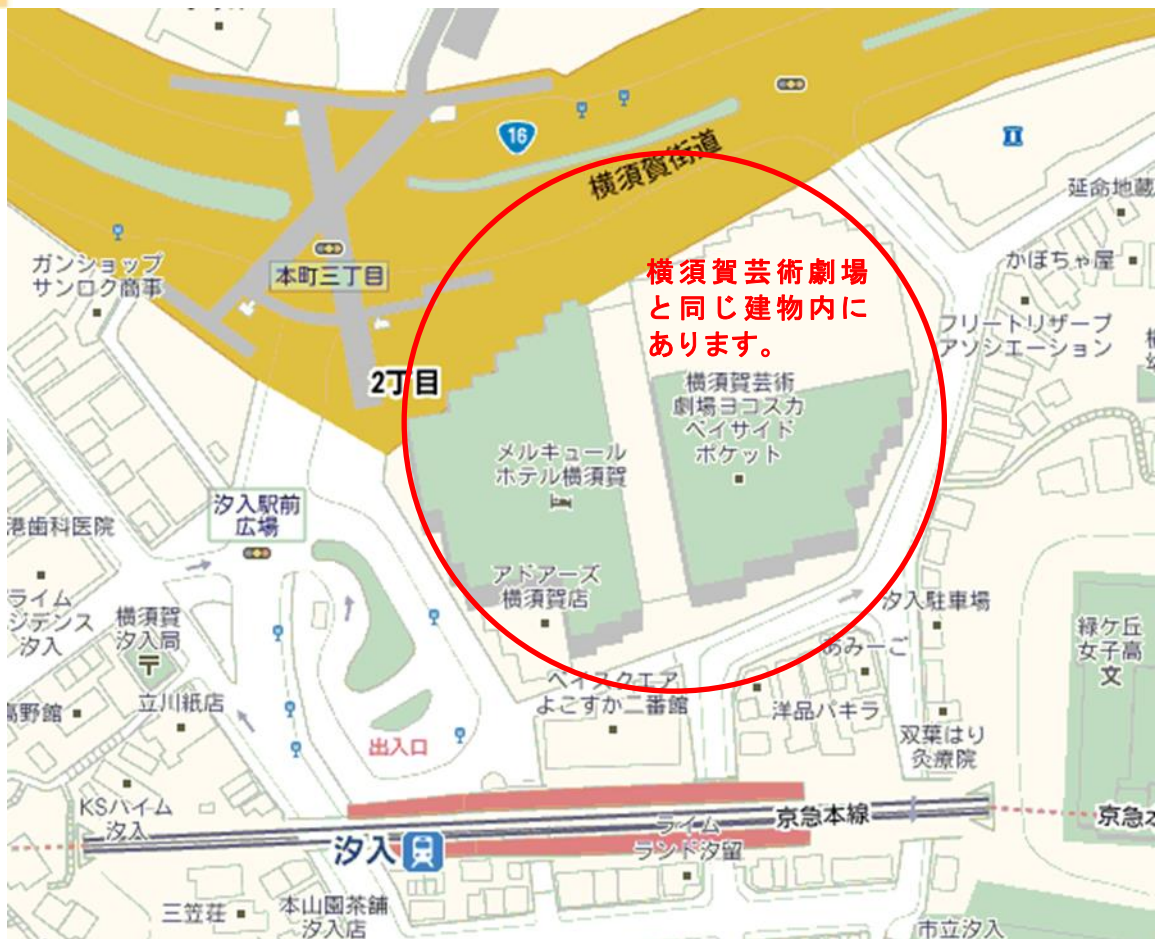 16
横須賀街道
延命地蔵
ガンショップ
サンロク商事
本町三丁目
かぼちゃ屋
横須賀芸術劇場
と同じ建物内に
あります。
フリートリザーブ
アソシエーション
2丁目
横須賀芸術
劇場ヨコスカ
ベイサイド
ポケット
メルキュール
ホテル横須賀
汐入駅前
広場
港歯科医院
アドアーズ
横須賀店
汐入駐車場
ライム
ジデンス
汐入
横須賀
汐入局
緑ケ丘
女子高
文
あみーご
ベイスクエア
よこすか二番館
立川紙店
洋品パキラ
高野館
出入口
双葉はり
灸療院
KSハイム
汐入
京急本線
京急本
汐入
ライム
ランド汐留
三笠荘
本山園茶舗
汐入店
市立汐入